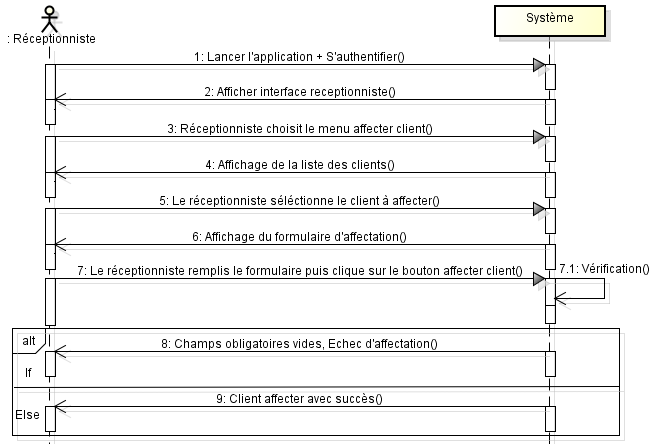 Système
: Réceptionniste
1: Lancer l'application + S'authentifier()
2: Afficher interface receptionniste()
3: Réceptionniste choisit le menu affecter client()
4: Affichage de la liste des clients()
5: Le réceptionniste séléctionne le client à affecter()
6: Affichage du formulaire d'affectation()
7: Le réceptionniste remplis le formulaire puis clique sur le bouton affecter client()
7.1: Vérification()
alt
8: Champs obligatoires vides, Echec d'affectation()
If
9: Client affecter avec succès()
Else